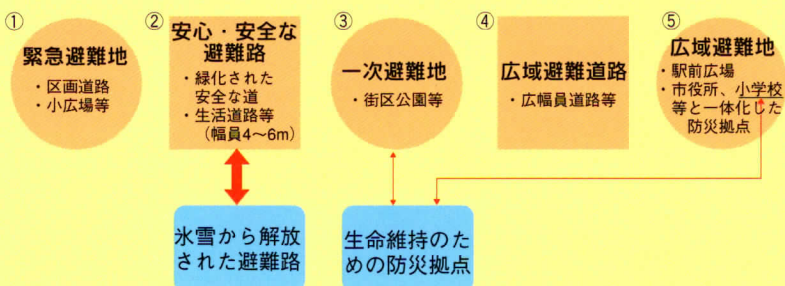 ①
緊急避難地
・区画道路
・小広場等
②
安心・安全な
避難路
・緑化された
安全な道
・生活道路等
（幅員4〜6m）
③
一次避難地
・街区公園等
④
広域避難道路
・広幅員道路等
⑤
広域避難地
・駅前広場
・市役所、小学校
等と一体化した
防災拠点
氷雪から解放
された避難路
生命維持のた
めの防災拠点